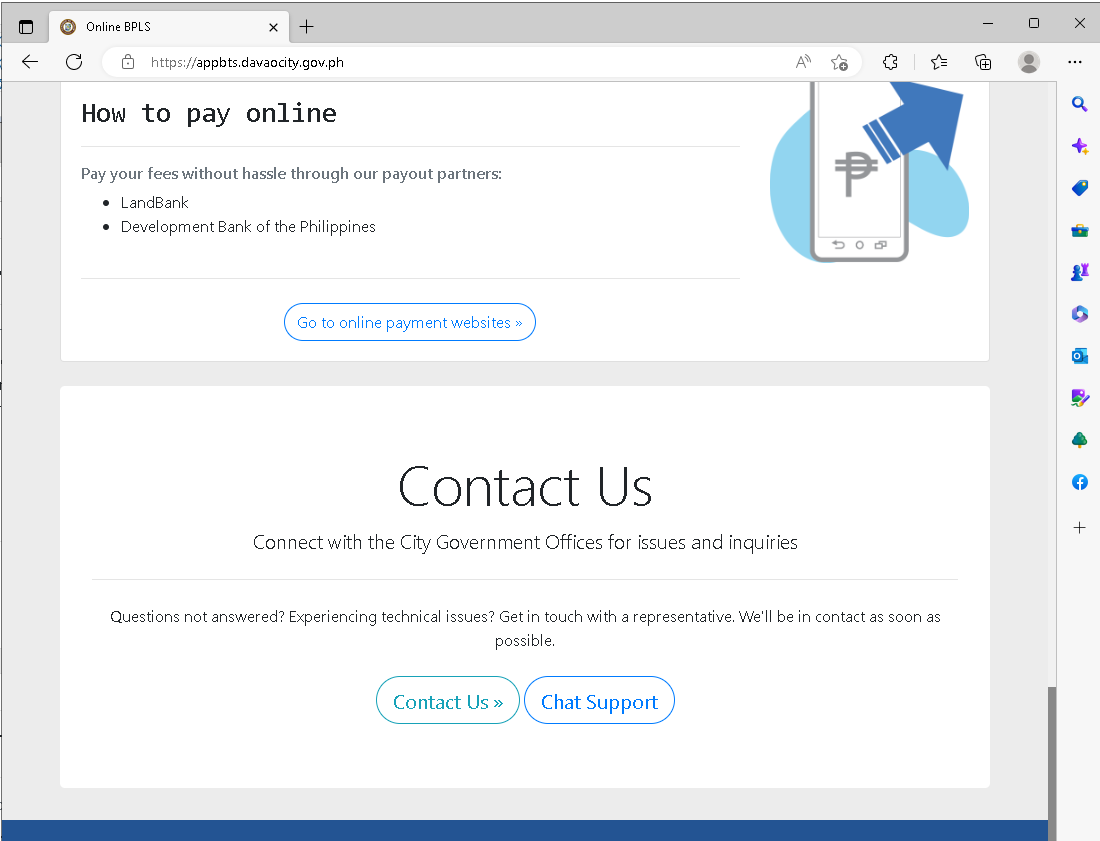 Online BPLS
https://appbts.davaocity.gov.ph
How to pay online
Pay your fees without hassle through our payout partners:
LandBank
Development Bank of the Philippines
Go to online payment websites »
Contact Us
Connect with the City Government Offices for issues and inquiries
Questions not answered? Experiencing technical issues? Get in touch with a representative. We'll be in contact as soon as
possible.
Contact Us »
Chat Support